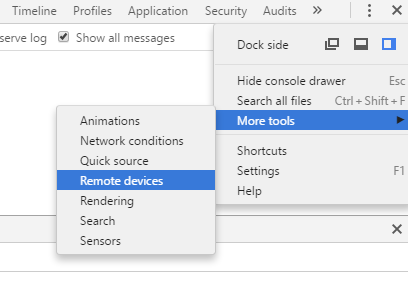 Timeline Profiles Application Security Audits »
serve log Show all messages
Dock side
Hide console drawer Esc
Search all files Ctrl + Shift + F
More tools
Shortcuts
Settings F1
Help
Animations
Network conditions
Quick source
Remote devices
Rendering
Search
Sensors